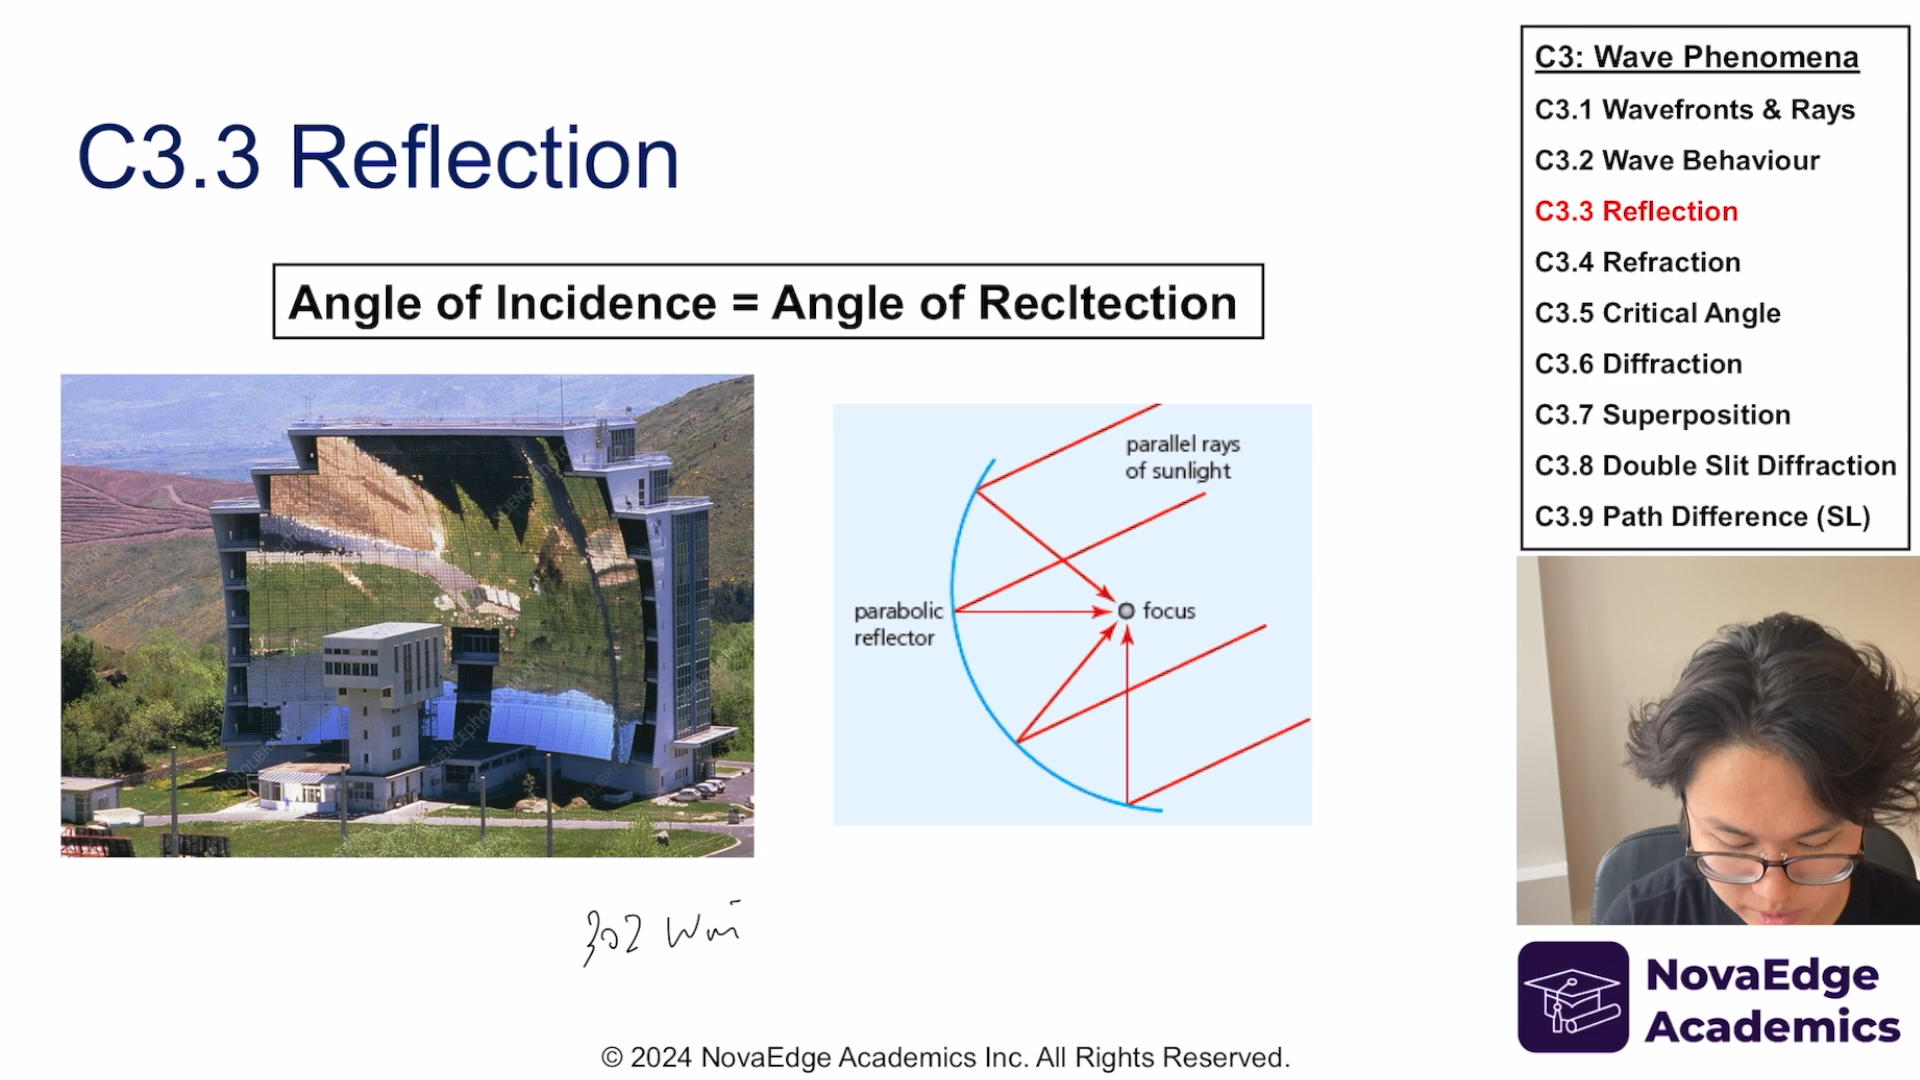 C3.3 Reflection
Angle of Incidence = Angle of Recltection
parallel rays
of sunlight
parabolic
reflector
focus
C3: Wave Phenomena
C3.1 Wavefronts & Rays
C3.2 Wave Behaviour
C3.3 Reflection
C3.4 Refraction
C3.5 Critical Angle
C3.6 Diffraction
C3.7 Superposition
C3.8 Double Slit Diffraction
C3.9 Path Difference (SL)
NovaEdge
Academics
© 2024 NovaEdge Academics Inc. All Rights Reserved.